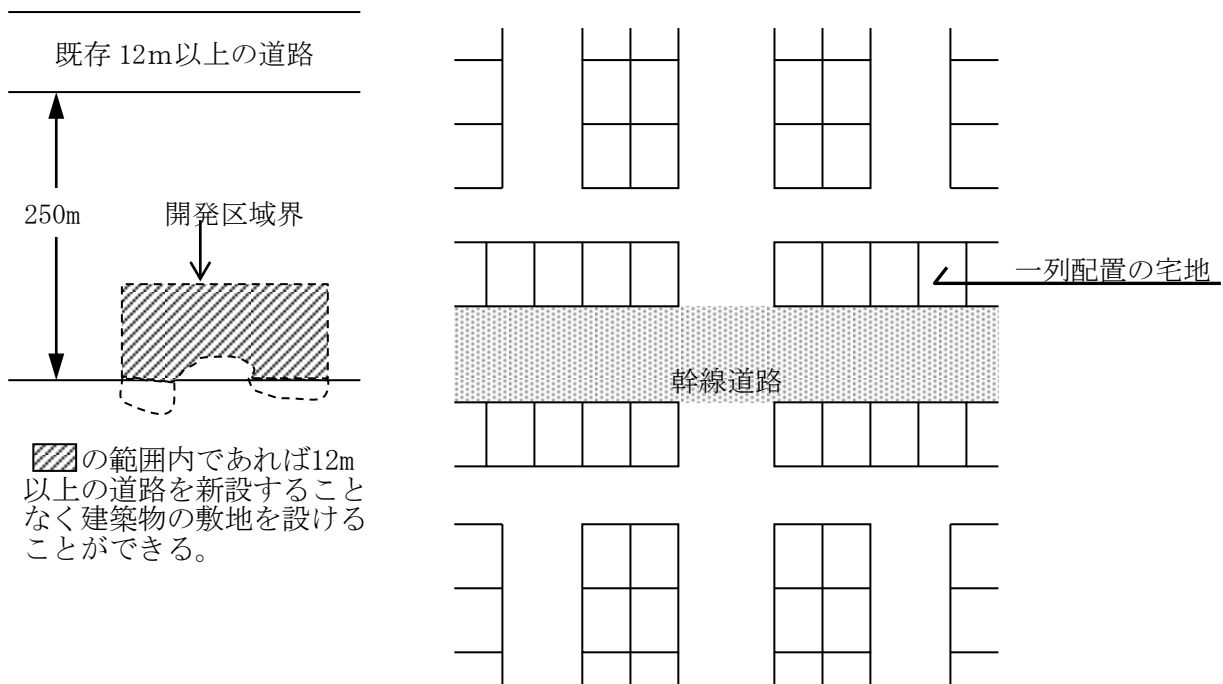 既存 12m以上の道路
250m
開発区域界
の範囲内であれば12m
以上の道路を新設すること
なく建築物の敷地を設ける
ことができる。
一列配置の宅地
幹線道路